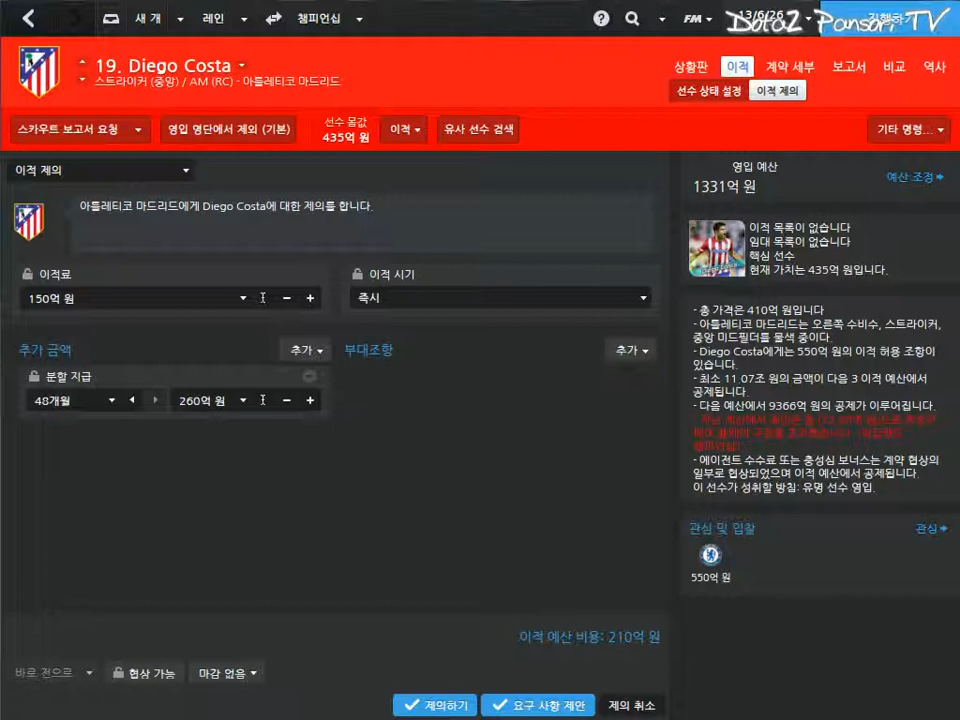 새 개
레인
챔피언십
FM
13/6/26
Dota2 Pansori TV
19. Diego Costa
스트라이커 (중앙) / AM (RC) - 아틀레티코 마드리드
상황판
이적
계약 세부
보고서
비교
역사
선수 상태 설정
이적 제의
스카우트 보고서 요청
영입 명단에서 제외 (기본)
선수 몸값
435억 원
이적
유사 선수 검색
기타 명령...
이적 제의
아틀레티코 마드리드에게 Diego Costa에 대한 제의를 합니다.
이적료
150억 원
이적 시기
즉시
추가 금액
추가
부대조항
추가
분할 지급
48개월
260억 원
영입 예산
1331억 원
예산 조정
이적 목록이 없습니다
임대 목록이 없습니다
핵심 선수
현재 가치는 435억 원입니다.
- 총 가격은 410억 원입니다
- 아틀레티코 마드리드는 오른쪽 수비수, 스트라이커,
중앙 미드필더를 물색 중이다.
- Diego Costa에게는 550억 원의 이적 허용 조항이
있습니다.
- 최소 11.07조 원의 금액이 다음 3 이적 예산에서
공제됩니다.
- 다음 예산에서 9366억 원의 공제가 이루어집니다.
- 에이전트 수수료 또는 충성심 보너스는 계약 협상의
일부로 협상되었으며 이적 예산에서 공제됩니다.
이 선수가 성취할 방침: 유명 선수 영입.
관심 및 입찰
관심
550억 원
이적 예산 비용: 210억 원
바로 전으로
협상 가능
마감 없음
제의하기
요구 사항 제안
제의 취소